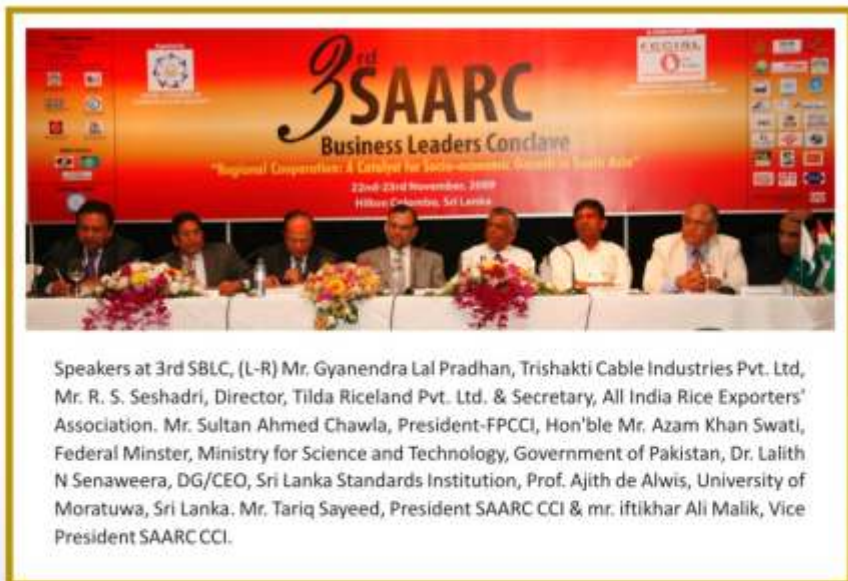 3rd SAARC
Business Leaders Conclave
"Regional Cooperation: A Catalyst for Socio-economic Growth in South Asia"
22nd-23rd November, 2009
Hilton Colombo, Sri Lanka
Speakers at 3rd SBLC, (L-R) Mr. Gyanendra Lal Pradhan, Trishakti Cable Industries Pvt. Ltd,
Mr. R. S. Seshadri, Director, Tilda Riceland Pvt. Ltd. & Secretary, All India Rice Exporters'
Association. Mr. Sultan Ahmed Chawla, President-FPCCI, Hon'ble Mr. Azam Khan Swati,
Federal Minster, Ministry for Science and Technology, Government of Pakistan, Dr. Lalith
N Senaweera, DG/CEO, Sri Lanka Standards Institution, Prof. Ajith de Alwis, University of
Moratuwa, Sri Lanka. Mr. Tariq Sayeed, President SAARC CCI & mr. iftikhar Ali Malik, Vice
President SAARC CCI.